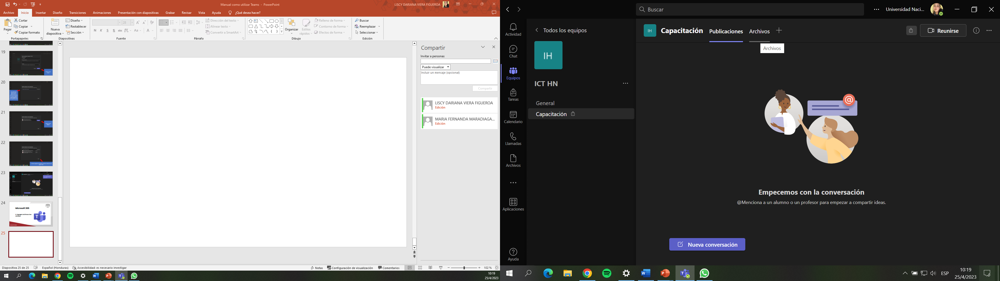 Manual como utilizar Teams - PowerPoint
LISCY DARIANA VIERA FIGUEROA
Archivo Inicio Insertar Diseño Transiciones Animaciones Presentación con diapositivas Grabar Revisar Vista Ayuda ¿Qué desea hacer?
Pegar
Cortar
Copiar
Copiar formato
Portapapeles
Nueva
diapositiva
Diseño
Restablecer
Sección
Diapositivas
28
N K S S abc AV Aa A
Fuente
Párrafo
Dirección del texto
Alinear texto
Convertir a SmartArt
Organizar
Estilos
rápidos
Relleno de forma
Contorno de forma
Efectos de forma
Dibujo
Buscar
Reemplazar
Seleccionar
Edición
19
20
21
22
23
24
Microsoft 365
4. Agregar archivos a los
canales.
25
Compartir
Invitar a personas
Puede visualizar
Incluir un mensaje (opcional)
Compartir
LISCY DARIANA VIERA FIGUEROA
Edición
MARIA FERNANDA MARADIAGA...
Edición
Diapositiva 25 de 25 Español (Honduras) Accesibilidad: es necesario investigar
Notas Configuración de visualización Comentarios 102 %
10:19
25/4/2023
Buscar
Universidad Naci...
Actividad
Chat
Equipos
Tareas
Calendario
Llamadas
Archivos
Aplicaciones
Ayuda
Todos los equipos
IH
ICT HN
General
Capacitación
IH Capacitación Publicaciones Archivos
Reunirse
Archivos
@
Empecemos con la conversación
@Menciona a un alumno o un profesor para empezar a compartir ideas.
Nueva conversación
ESP
10:19
25/4/2023